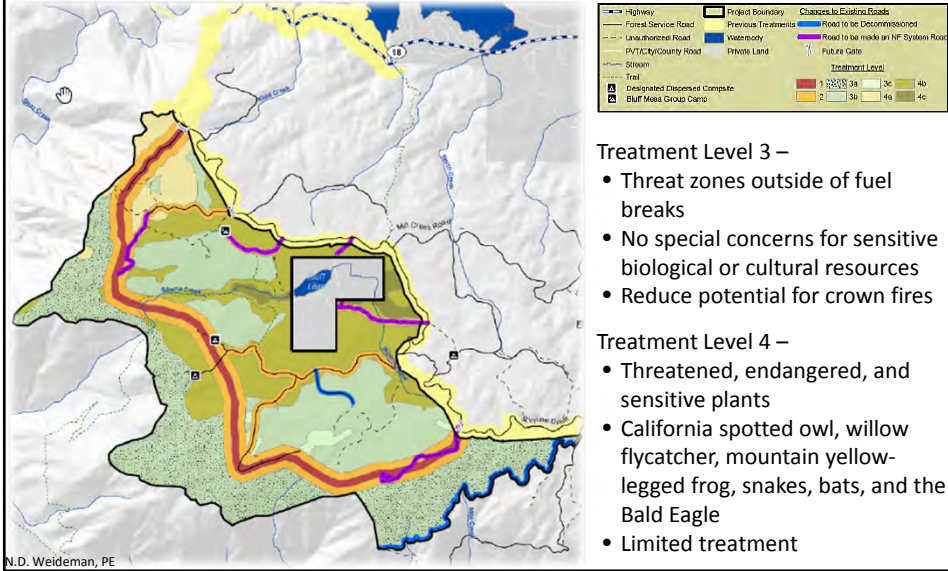 18
Mill Creek Road
Skyline Drive
N.D. Weideman, PE
Highway
Forest Service Road
Unauthorized Road
PVT/City/County Road
Stream
Trail
Designated Dispersed Campsite
Bluff Mesa Group Camp
Project Boundary
Previous Treatments
Waterbody
Private Land
Changes to Existing Roads
Road to be Decommissioned
Road to be made an NF System Road
Future Gate
Treatment Level
1 3a 3c 4b
2 3b 4a 4c
Treatment Level 3 –
• Threat zones outside of fuel
breaks
• No special concerns for sensitive
biological or cultural resources
• Reduce potential for crown fires
Treatment Level 4 –
• Threatened, endangered, and
sensitive plants
• California spotted owl, willow
flycatcher, mountain yellow-
legged frog, snakes, bats, and the
Bald Eagle
• Limited treatment